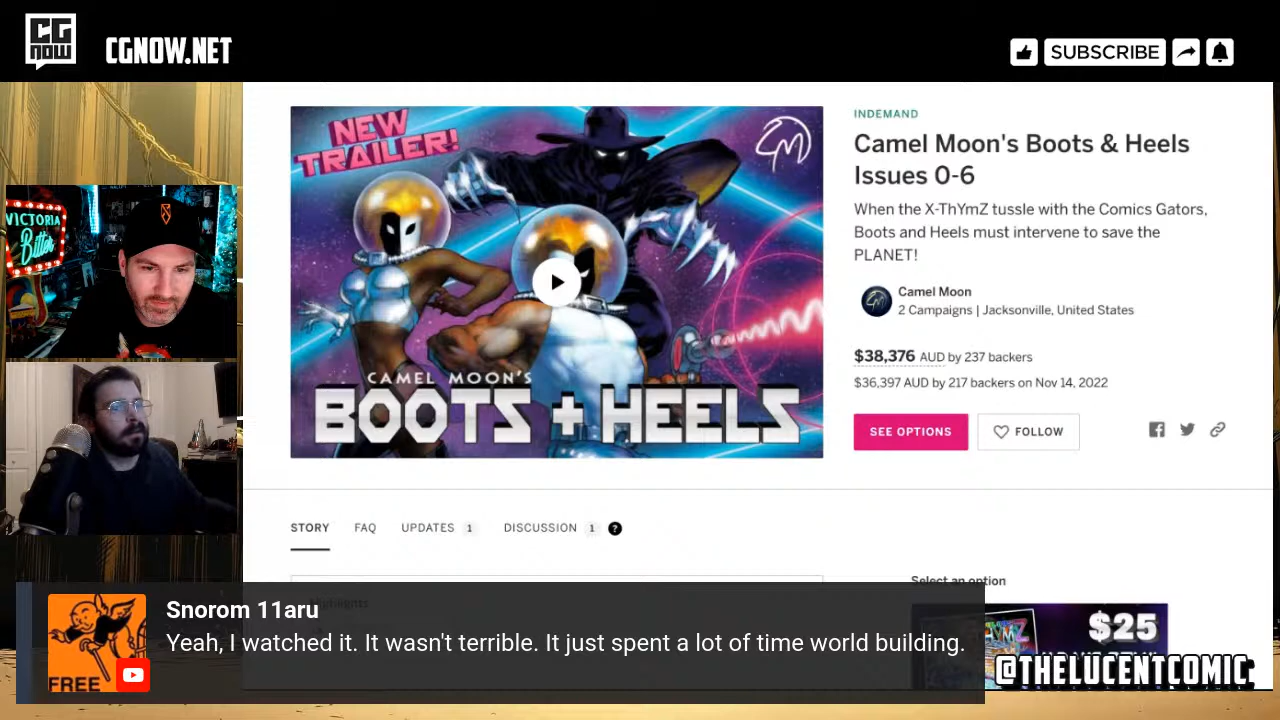 CG
NOW
CGNOW.NET
SUBSCRIBE
VICTORIA
Bitter
NEW
TRAILER!
CAMEL MOON'S
BOOTS + HEELS
INDEMAND
Camel Moon's Boots & Heels
Issues 0-6
When the X-ThYmZ tussle with the Comics Gators,
Boots and Heels must intervene to save the
PLANET!
Camel Moon
2 Campaigns | Jacksonville, United States
$38,376 AUD by 237 backers
$36,397 AUD by 217 backers on Nov 14, 2022
SEE OPTIONS
FOLLOW
STORY
FAQ
UPDATES 1
DISCUSSION 1 ?
Highlights
Select an option
$25
FREE
Snorom 11aru
Yeah, I watched it. It wasn't terrible. It just spent a lot of time world building.
@THELUCENTCOMIC